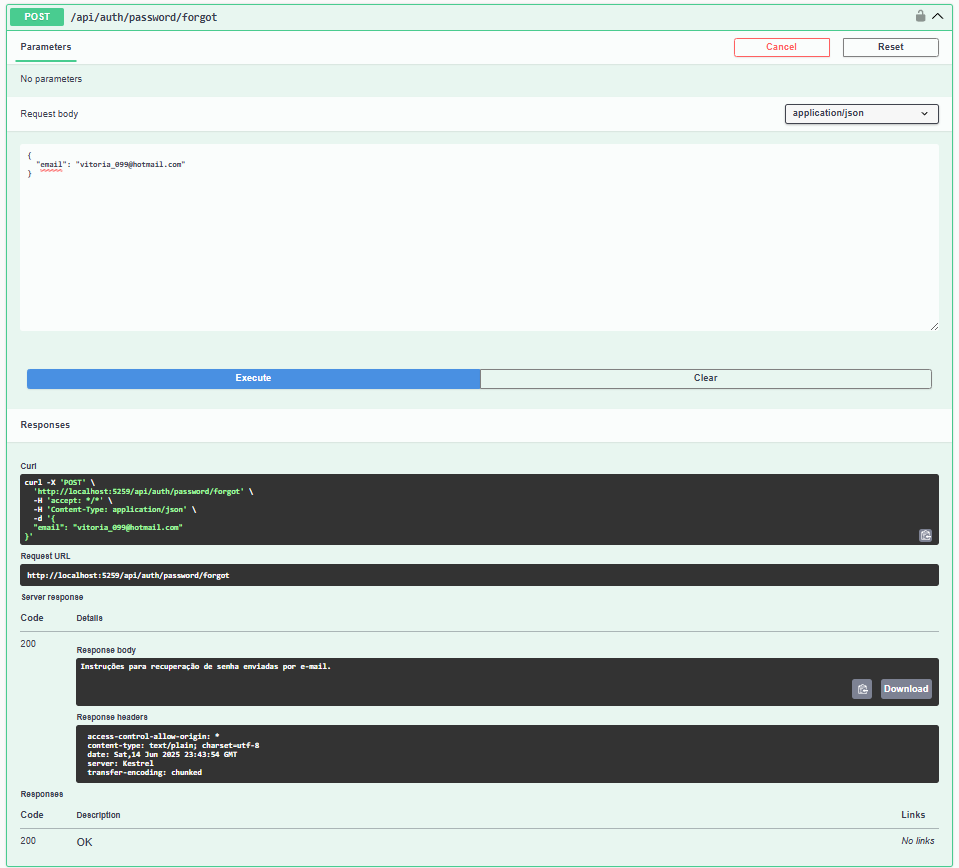 POST /api/auth/password/forgot
Parameters Cancel Reset
No parameters
Request body application/json
{
"email": "vitoria_099@hotmail.com"
}
Execute Clear
Responses
Curl
curl -X 'POST' \
'http://localhost:5259/api/auth/password/forgot' \
-H 'accept: */*' \
-H 'Content-Type: application/json' \
-d '{
"email": "vitoria_099@hotmail.com"
}'
Request URL
http://localhost:5259/api/auth/password/forgot
Server response
Code Details
200
Response body
Instruções para recuperação de senha enviadas por e-mail.
Download
Response headers
access-control-allow-origin: *
content-type: text/plain; charset=utf-8
date: Sat,14 Jun 2025 23:43:54 GMT
server: Kestrel
transfer-encoding: chunked
Responses
Code Description Links
200 OK No links